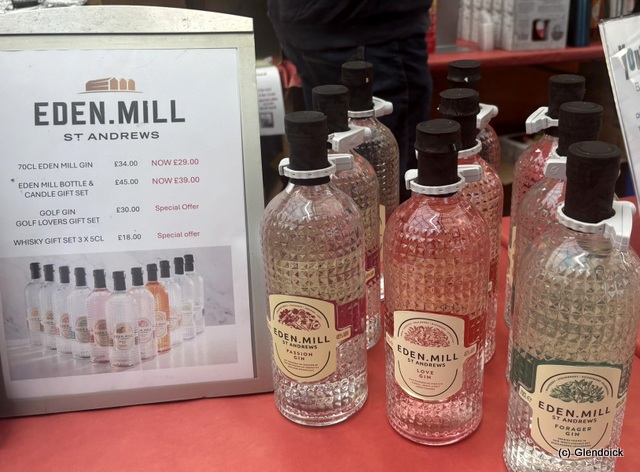 EDEN.MILL
ST ANDREWS
70CL EDEN MILL GIN £34.00 NOW £29.00
* EDEN MILL BOTTLE & £45.00 NOW £39.00
CANDLE GIFT SET
GOLF GIN £30.00 Special Offer
GOLF LOVERS GIFT SET
WHISKY GIFT SET 3 X 5CL £18.00 Special offer
EDEN.MILL
ST ANDREWS
PASSION
GIN
EDEN.MILL
ST ANDREWS
LOVE
GIN
EDEN.MILL
ST ANDREWS
FORAGER
GIN
(c) Glendoick